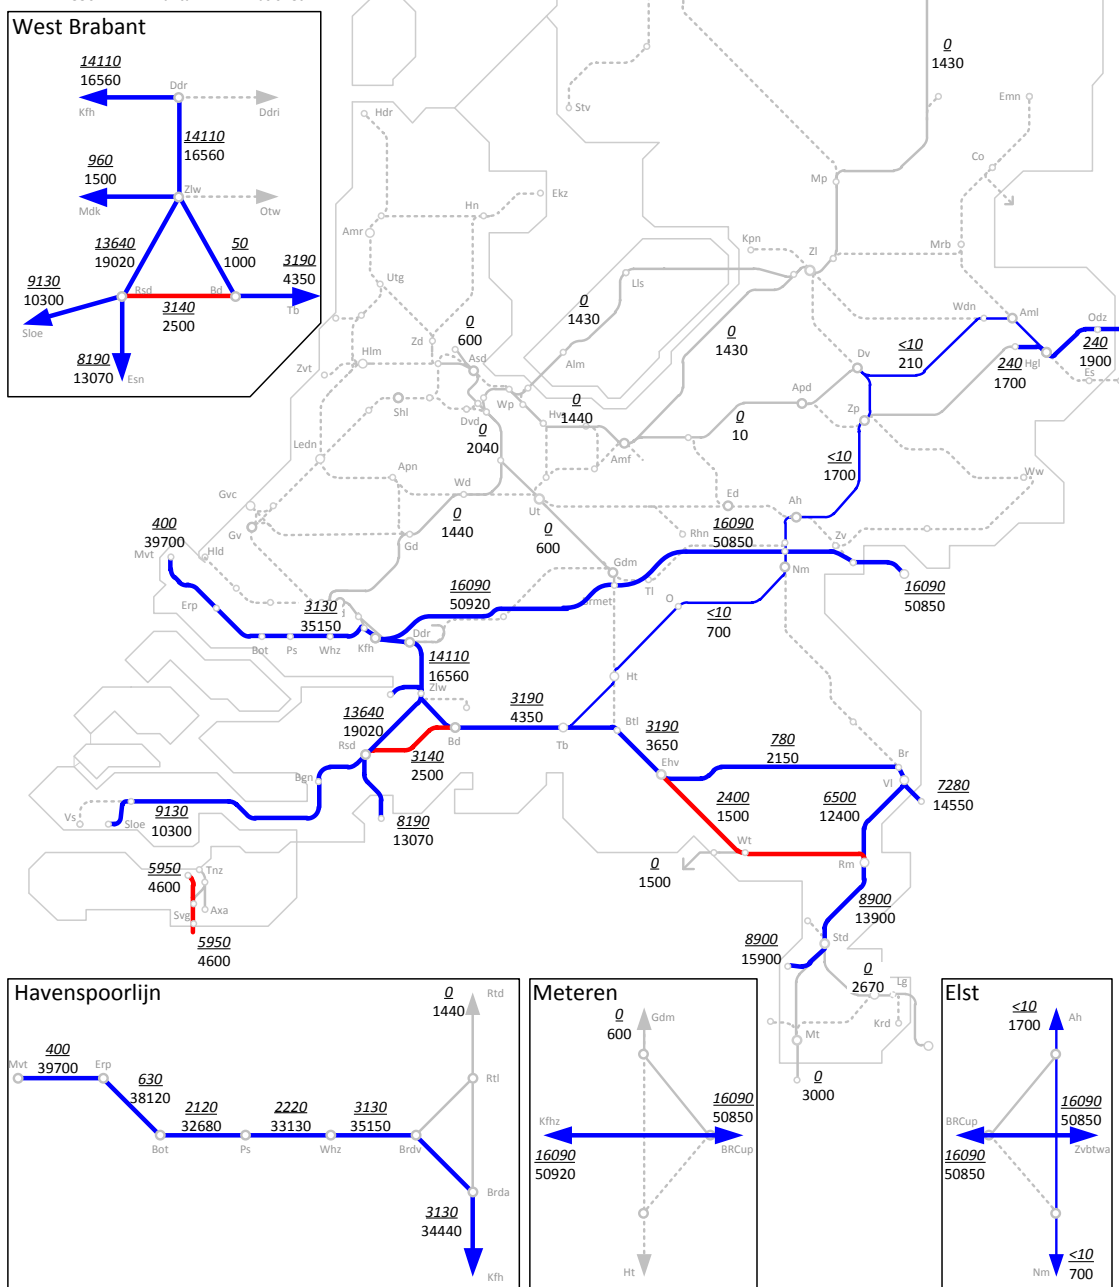 West Brabant
14110
16560
Kfh
Ddr
Ddri
14110
16560
960
1500
Mdk
Zlw
Otw
13640
19020
50
1000
9130
10300
Sloe
Rsd
Bd
3140
2500
3190
4350
Tb
8190
13070
Esn
0
1430
Stv
Emn
Hdr
Co
Mp
Ekz
Hn
Amr
Kpn
Zl
Mrb
Utg
Lls
0
1430
Wdn
Aml
Odz
240
1900
0
600
Zd
Asd
Hlm
Zvt
Alm
0
1430
<10
210
240
1700
Hgl
Es
Dv
Shl
Wp
Dvd
Hv
0
1440
Apd
Zp
0
2040
Amf
0
10
Ledn
Apn
Wd
Ut
<10
1700
Ww
Gvc
Gv
Gd
0
1440
0
600
Ed
Ah
Rhn
Zv
400
39700
Mvt
Hld
16090
50850
Gdm
Tl
Nm
16090
50850
Erp
3130
35150
16090
50920
rmet
O
<10
700
Bot
Ps
Whz
Kfh
Ddr
14110
16560
Ht
Zlw
13640
19020
3190
4350
Bd
Tb
Btl
3190
3650
Rsd
3140
2500
Ehv
780
2150
Br
Vl
Bgn
7280
14550
Vs
Sloe
9130
10300
8190
13070
2400
1500
6500
12400
Wt
Rm
0
1500
5950
4600
Tnz
Axa
Svg
5950
4600
8900
13900
Std
8900
15900
0
2670
Lg
Krd
Mt
0
3000
Havenspoorlijn
0
1440
Rtd
400
39700
Mvt
Erp
630
38120
Rtl
2120
32680
2220
33130
3130
35150
Bot
Ps
Whz
Brdv
Brda
3130
34440
Kfh
Meteren
0
600
Gdm
Kfhz
16090
50920
16090
50850
BRCup
Ht
Elst
<10
1700
Ah
BRCup
16090
50850
16090
50850
Zvbtwa
<10
700
Nm